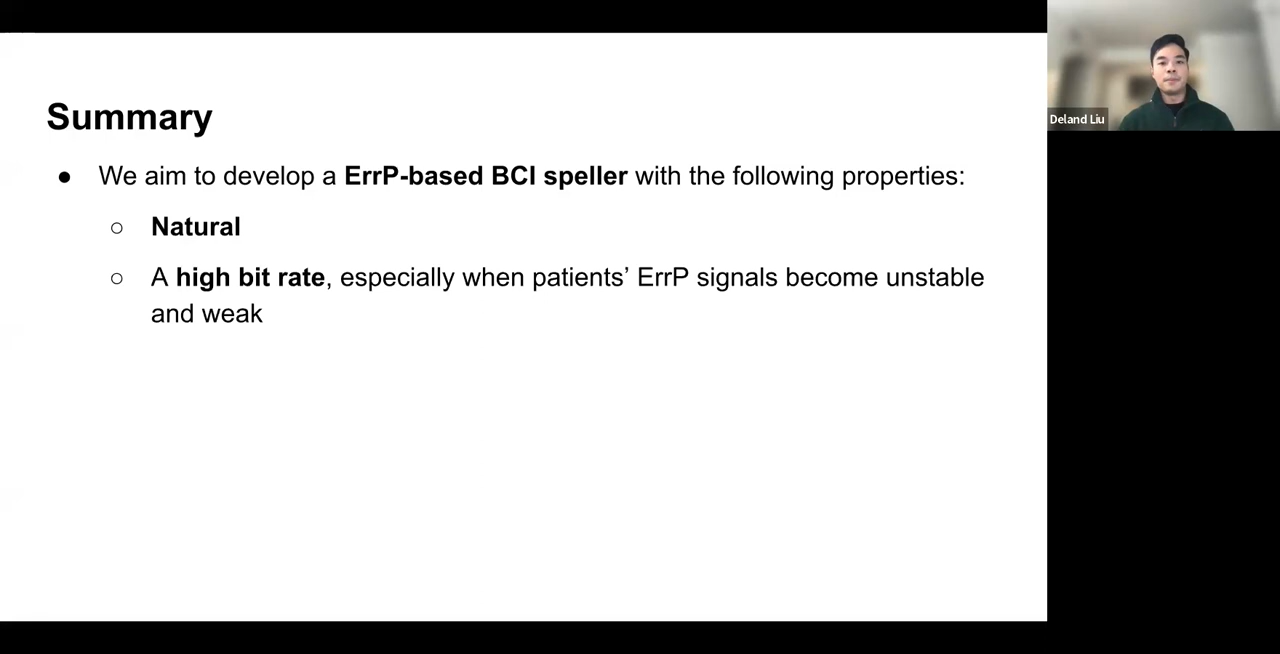 Summary
● We aim to develop a ErrP-based BCI speller with the following properties:
○ Natural
○ A high bit rate, especially when patients’ ErrP signals become unstable
and weak
Deland Liu